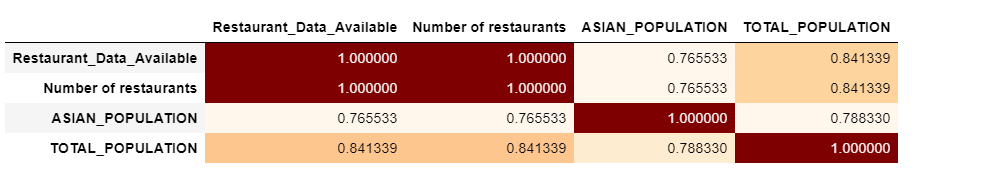 Restaurant_Data_Available Number of restaurants ASIAN_POPULATION TOTAL_POPULATION
Restaurant_Data_Available 1.000000 1.000000 0.765533 0.841339
Number of restaurants 1.000000 1.000000 0.765533 0.841339
ASIAN_POPULATION 0.765533 0.765533 1.000000 0.788330
TOTAL_POPULATION 0.841339 0.841339 0.788330 1.000000